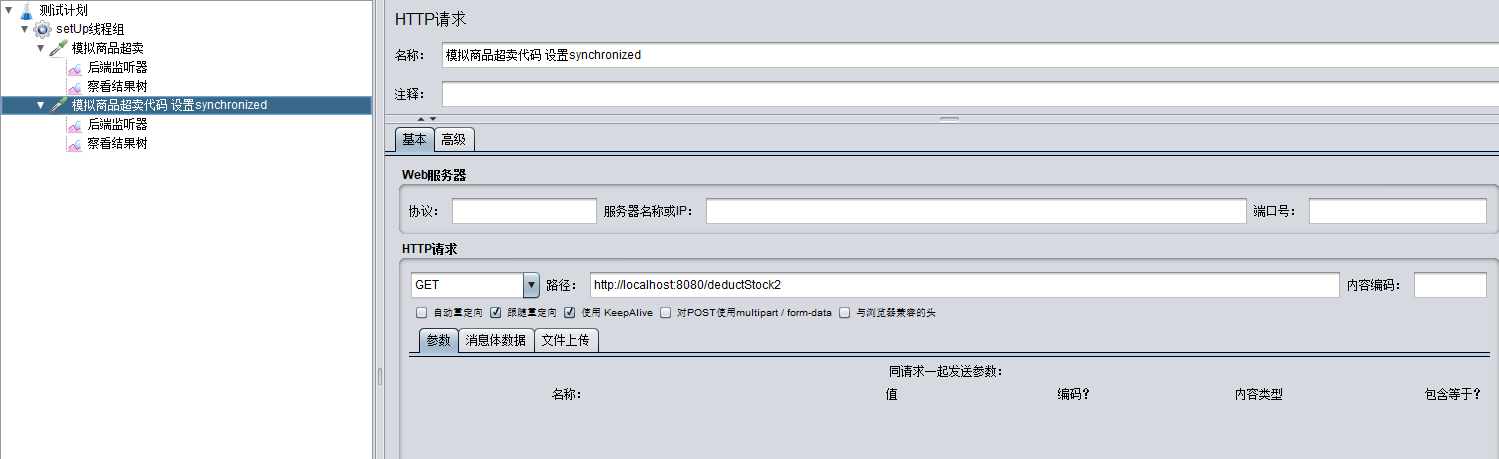 测试计划
setUp线程组
模拟商品超卖
后端监听器
察看结果树
模拟商品超卖代码 设置synchronized
后端监听器
察看结果树
HTTP请求
名称： 模拟商品超卖代码 设置synchronized
注释：
基本 高级
Web服务器
协议： 服务器名称或IP： 端口号：
HTTP请求
GET 路径： http://localhost:8080/deductStock2 内容编码：
自动重定向 跟随重定向 使用 KeepAlive 对POST使用multipart / form-data 与浏览器兼容的头
参数 消息体数据 文件上传
同请求一起发送参数：
名称： 值 编码？ 内容类型 包含等于？